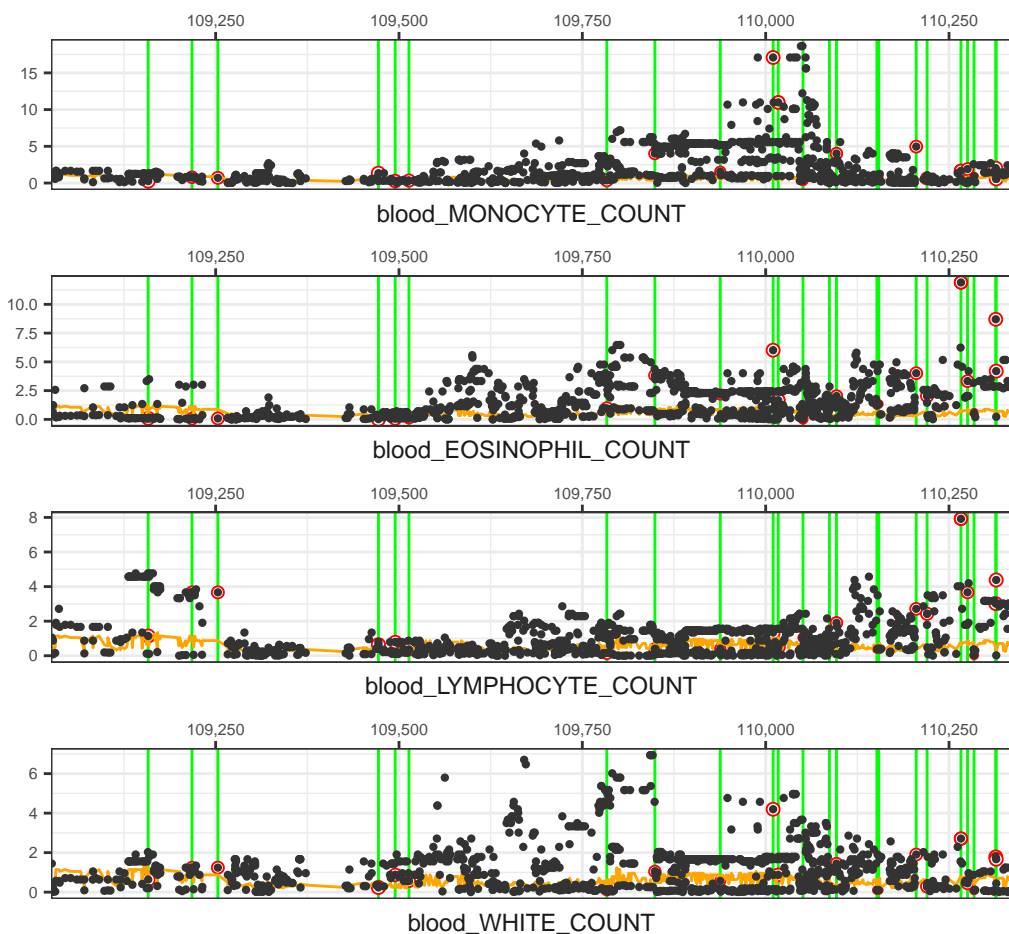 109,250 109,500 109,750 110,000 110,250
15
10
5
0
blood_MONOCYTE_COUNT
109,250 109,500 109,750 110,000 110,250
10.0
7.5
5.0
2.5
0.0
blood_EOSINOPHIL_COUNT
109,250 109,500 109,750 110,000 110,250
8
6
4
2
0
blood_LYMPHOCYTE_COUNT
109,250 109,500 109,750 110,000 110,250
6
4
2
0
blood_WHITE_COUNT